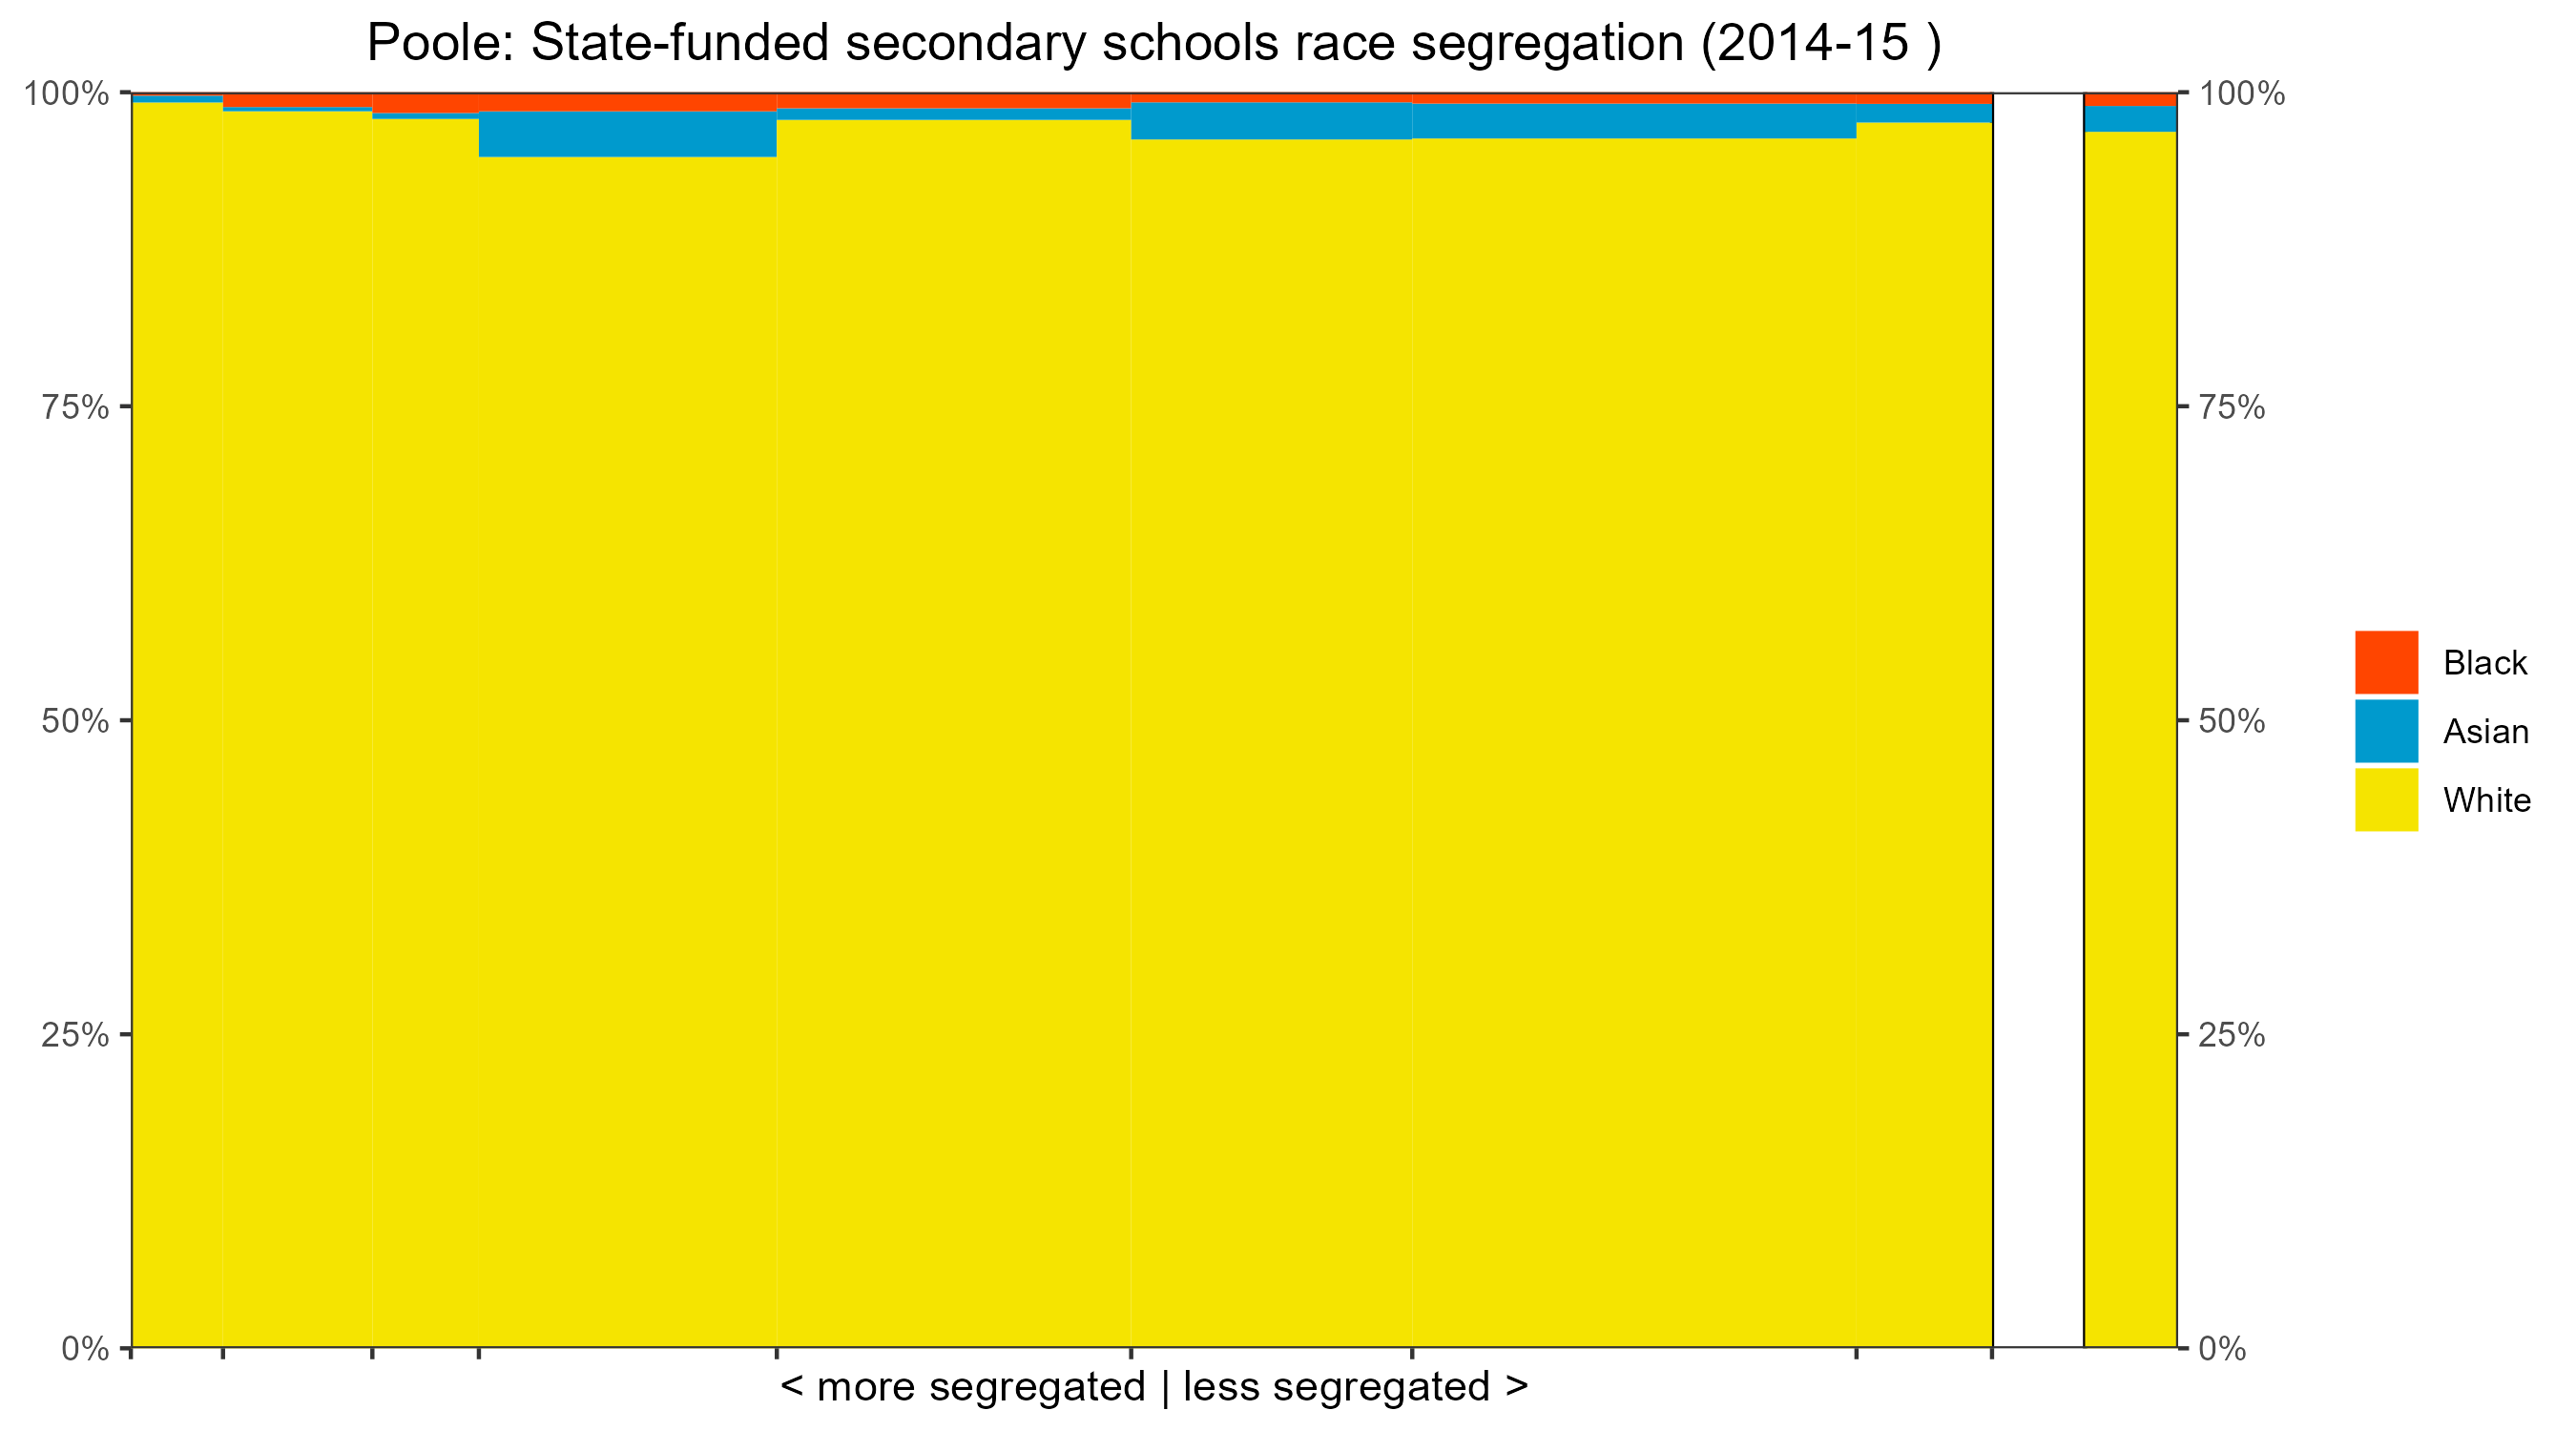 Poole: State-funded secondary schools race segregation (2014-15 )
100%
75%
50%
25%
0%
100%
75%
50%
25%
0%
Black
Asian
White
< more segregated | less segregated >